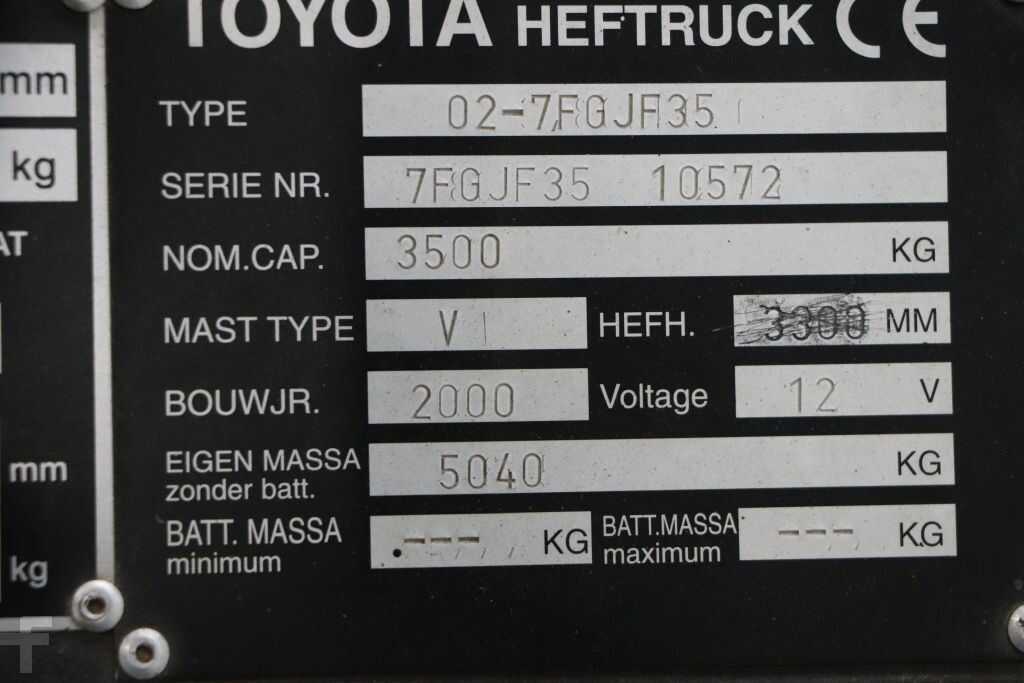 TOYOTA HEFTRUCK CE
mm
TYPE 02-7FGJF35
kg
SERIE NR. 7FGJF35 10572
AT
NOM.CAP. 3500 KG
MAST TYPE V HEFH. 3300 MM
BOUWJR. 2000 Voltage 12 V
mm
EIGEN MASSA 5040 KG
zonder batt.
BATT. MASSA --- KG BATT.MASSA --- KG
minimum maximum
kg